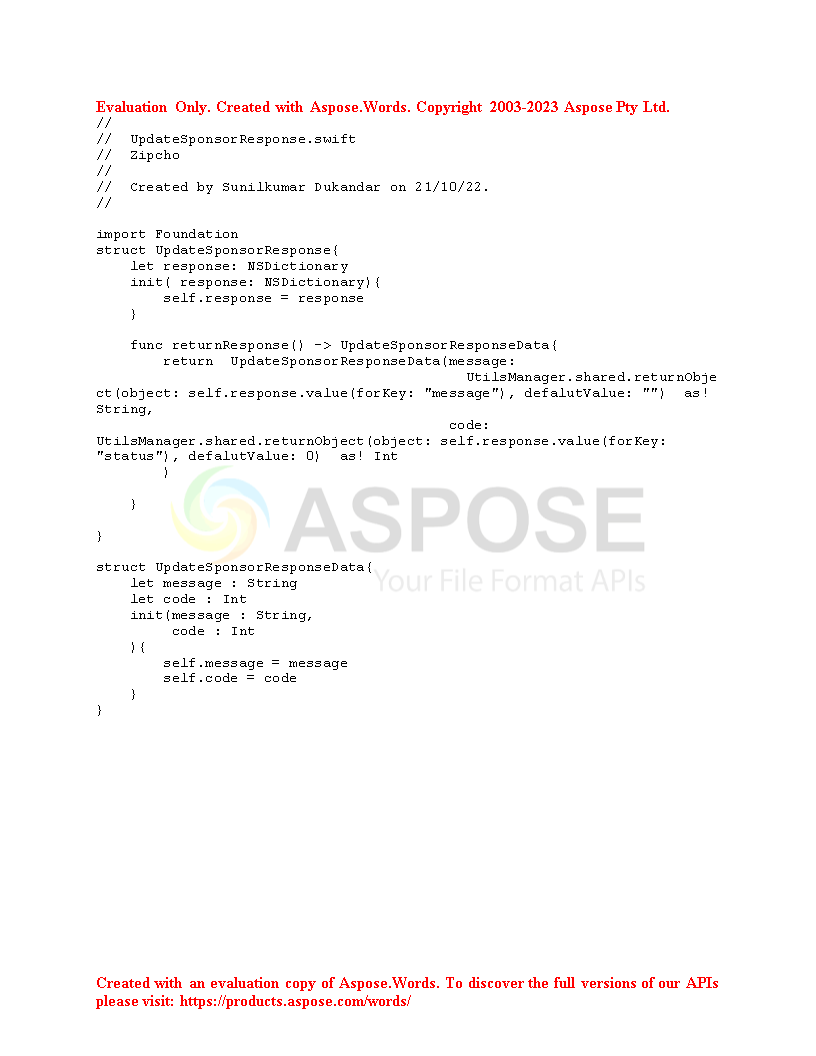 Evaluation Only. Created with Aspose.Words. Copyright 2003-2023 Aspose Pty Ltd.
//
//  UpdateSponsorResponse.swift
//  Zipcho
//
//  Created by Sunilkumar Dukandar on 21/10/22.
//
import Foundation
struct UpdateSponsorResponse{
    let response: NSDictionary
    init( response: NSDictionary){
        self.response = response
    }
    func returnResponse() -> UpdateSponsorResponseData{
        return  UpdateSponsorResponseData(message:
                                            UtilsManager.shared.returnObje
ct(object: self.response.value(forKey: "message"), defalutValue: "")  as!
String,
                                          code:
UtilsManager.shared.returnObject(object: self.response.value(forKey:
"status"), defalutValue: 0)  as! Int
        )
    }
}
ASPOSE
Your File Format APIs
struct UpdateSponsorResponseData{
    let message : String
    let code : Int
    init(message : String,
         code : Int
    ){
        self.message = message
        self.code = code
    }
}
Created with an evaluation copy of Aspose.Words. To discover the full versions of our APIs
please visit: https://products.aspose.com/words/